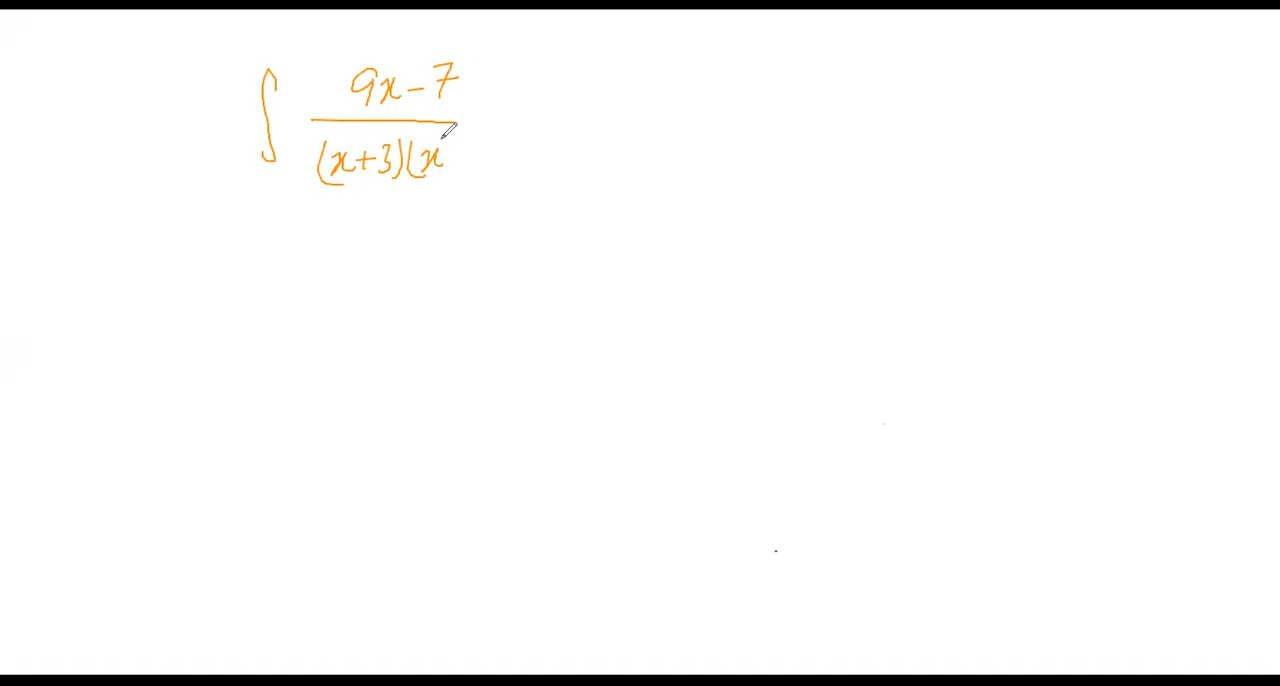 ∫ 9x-7
(x+3)(x